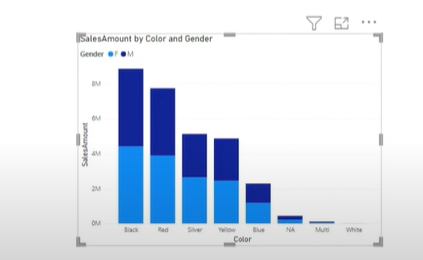 SalesAmount by Color and Gender
Gender F M
8M
6M
4M
2M
0M
SalesAmount
Black Red Silver Yellow Blue NA Multi White
Color